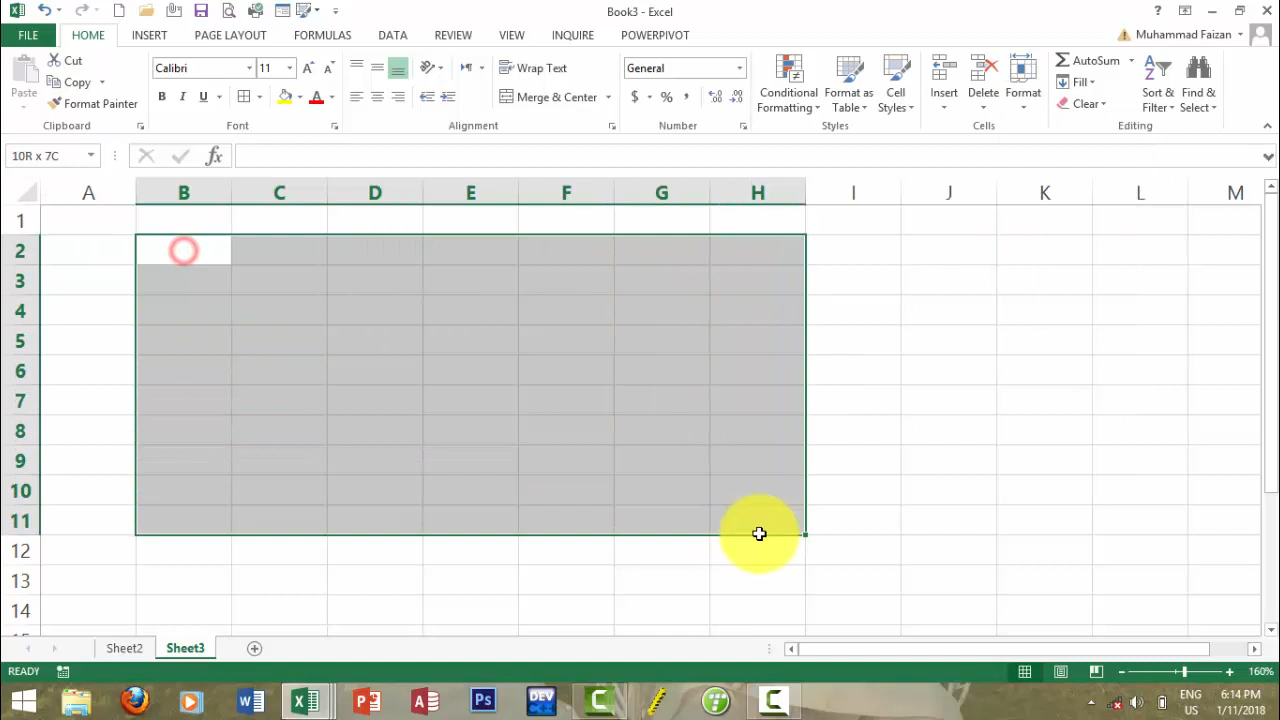 Book3 - Excel
?
FILE HOME INSERT PAGE LAYOUT FORMULAS DATA REVIEW VIEW INQUIRE POWERPIVOT Muhammad Faizan
Cut
Copy
Format Painter
Paste
Clipboard
Calibri 11
B I U
Font
Wrap Text
Merge & Center
Alignment
General
$ % ,
Number
Conditional Formatting
Format as Table
Cell Styles
Styles
Insert Delete Format
Cells
AutoSum
Fill
Clear
Sort & Filter
Find & Select
Editing
10R x 7C fx
A B C D E F G H I J K L M
1
2
3
4
5
6
7
8
9
10
11
12
13
14
Sheet2 Sheet3
READY 160%
W X P A Ps DEV C++
ENG 6:14 PM
US 1/11/2018